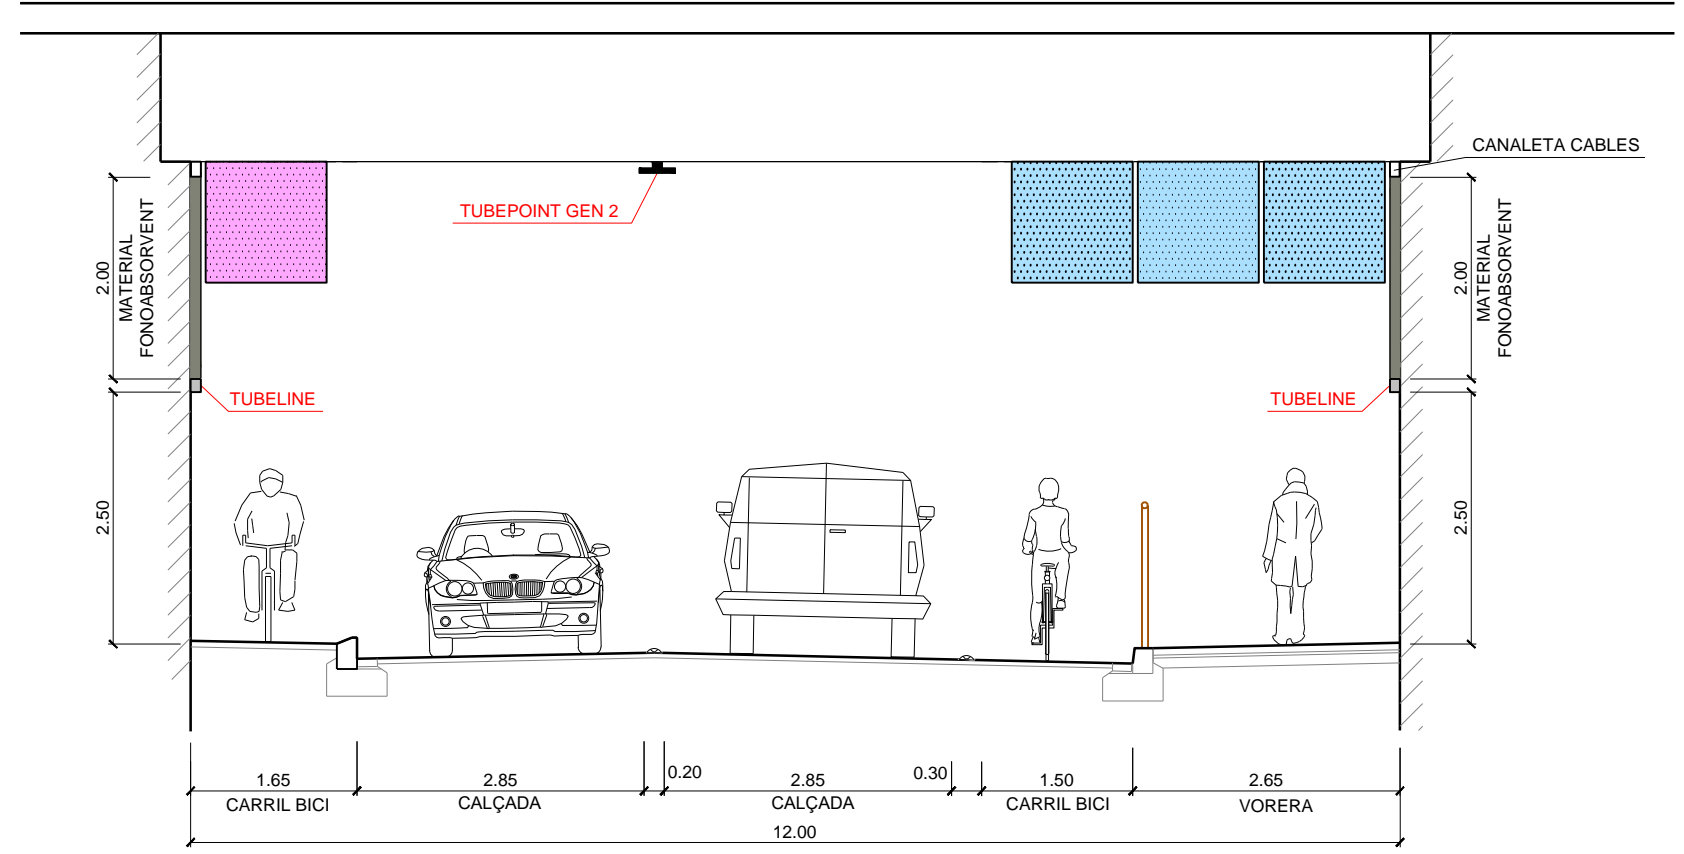 CANALETA CABLES
TUBEPOINT GEN 2
2.00
MATERIAL
FONOABSORVENT
2.00
MATERIAL
FONOABSORVENT
TUBELINE
TUBELINE
2.50
2.50
1.65
2.85
0.20
2.85
0.30
1.50
2.65
CARRIL BICI
CALÇADA
CALÇADA
CARRIL BICI
VORERA
12.00